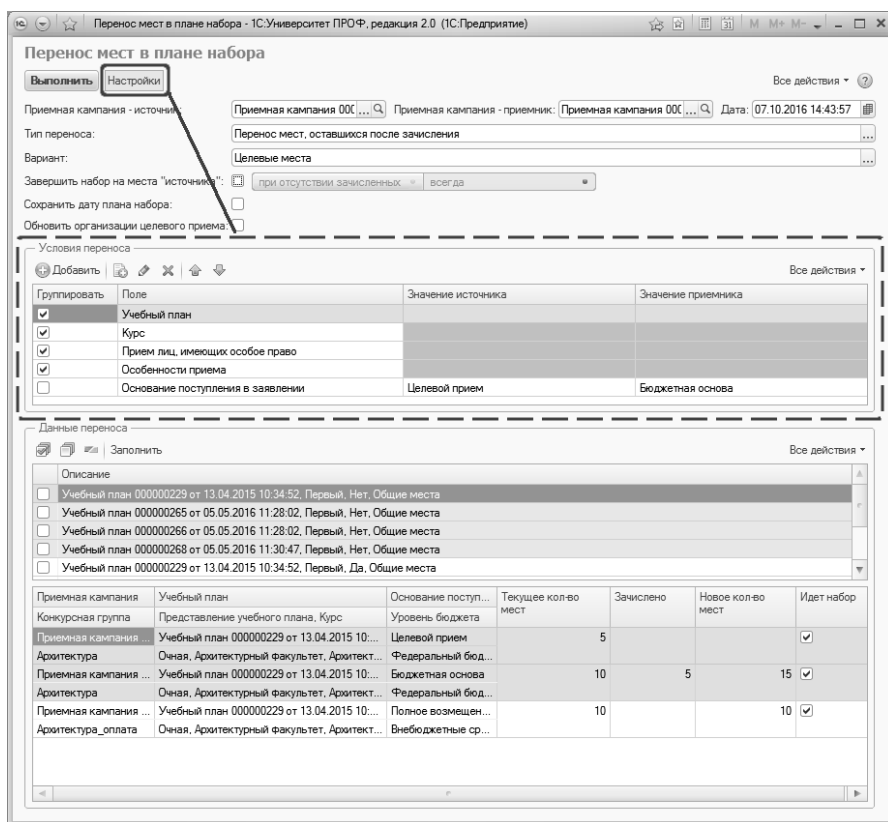 Перенос мест в плане набора - 1С:Университет ПРОФ, редакция 2.0 (1С:Предприятие) 31 M M+ M-
Перенос мест в плане набора
Выполнить Настройки Все действия ?
Приемная кампания - источник: Приемная кампания 000 ... Приемная кампания - приемник: Приемная кампания 000 ... Дата: 07.10.2016 14:43:57
Тип переноса: Перенос мест, оставшихся после зачисления ...
Вариант: Целевые места ...
Завершить набор на места "источника": при отсутствии зачисленных всегда
Сохранить дату плана набора:
Обновить организации целевого приема:
Условия переноса
Добавить Все действия
Группировать Поле Значение источника Значение приемника
Учебный план
Курс
Прием лиц, имеющих особое право
Особенности приема
Основание поступления в заявлении Целевой прием Бюджетная основа
Данные переноса
Заполнить Все действия
Описание
Учебный план 000000229 от 13.04.2015 10:34:52, Первый, Нет, Общие места
Учебный план 000000265 от 05.05.2016 11:28:02, Первый, Нет, Общие места
Учебный план 000000266 от 05.05.2016 11:28:02, Первый, Нет, Общие места
Учебный план 000000268 от 05.05.2016 11:30:47, Первый, Нет, Общие места
Учебный план 000000229 от 13.04.2015 10:34:52, Первый, Да, Общие места
Приемная кампания Учебный план Основание поступ... Текущее кол-во мест Зачислено Новое кол-во мест Идет набор
Конкурсная группа Представление учебного плана, Курс Уровень бюджета
Приемная кампания ... Учебный план 000000229 от 13.04.2015 10:... Целевой прием 5
Архитектура Очная, Архитектурный факультет, Архитект... Федеральный бюд...
Приемная кампания ... Учебный план 000000229 от 13.04.2015 10:... Бюджетная основа 10 5 15
Архитектура Очная, Архитектурный факультет, Архитект... Федеральный бюд...
Приемная кампания ... Учебный план 000000229 от 13.04.2015 10:... Полное возмещен... 10 10
Архитектура_оплата Очная, Архитектурный факультет, Архитект... Внебюджетные ср...